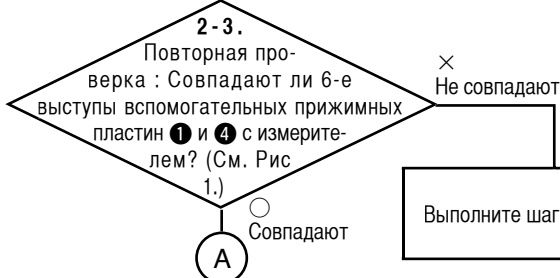 2-3.
Повторная про-
верка : Совпадают ли 6-е
выступы вспомогательных прижимных
пластин ❶ и ❹ с измерите-
лем? (См. Рис
1.)
×
Не совпадают
Выполните шаг
○
Совпадают
A